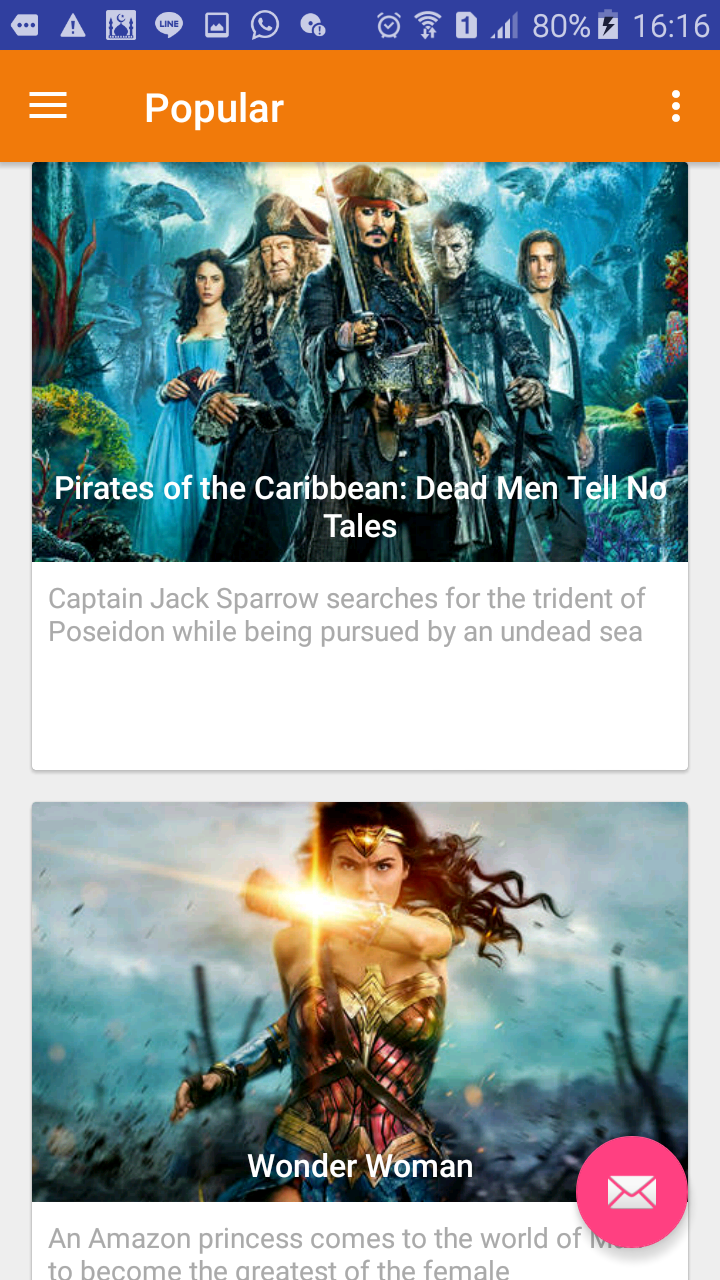 LINE 1 80% 16:16
Popular
Pirates of the Caribbean: Dead Men Tell No
Tales
Captain Jack Sparrow searches for the trident of
Poseidon while being pursued by an undead sea
Wonder Woman
An Amazon princess comes to the world of
to become the greatest of the female